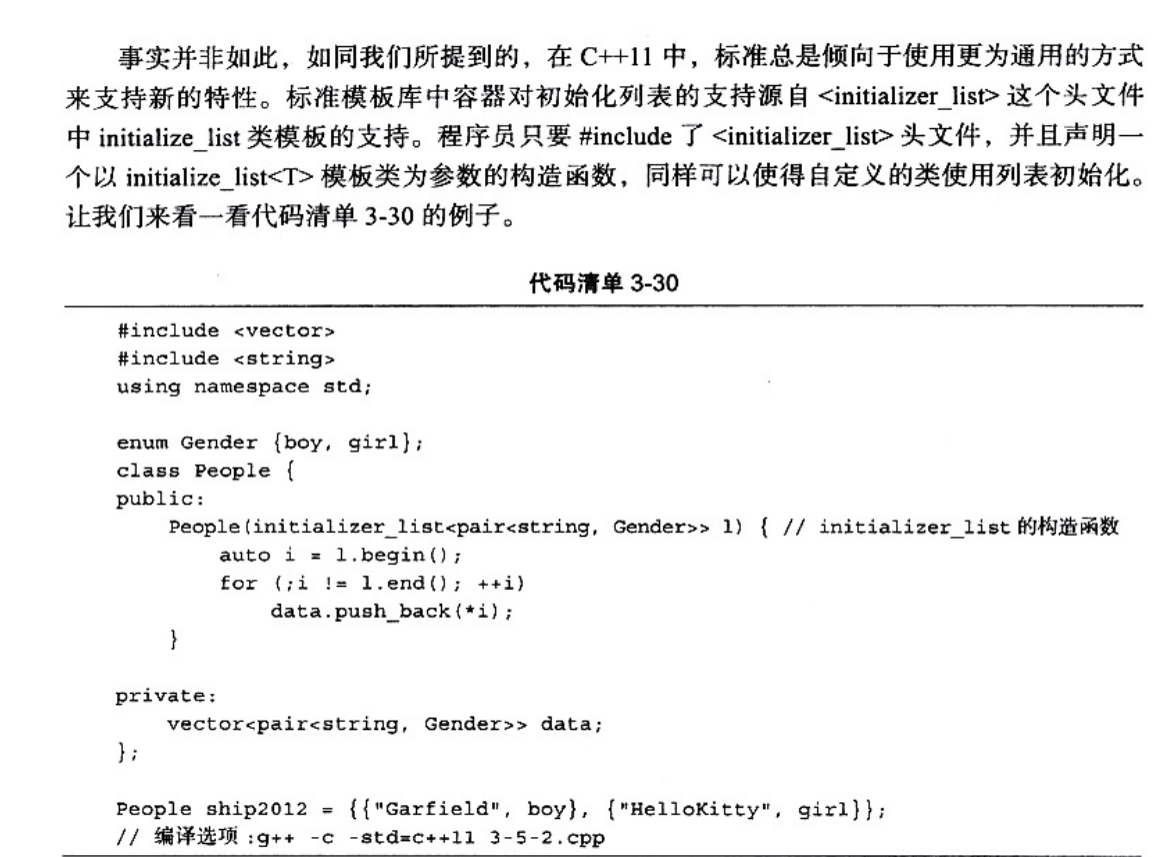 事实并非如此，如同我们所提到的，在 C++11 中，标准总是倾向于使用更为通用的方式
来支持新的特性。标准模板库中容器对初始化列表的支持源自 <initializer_list> 这个头文件
中 initialize_list 类模板的支持。程序员只要 #include 了 <initializer_list> 头文件，并且声明一
个以 initialize_list<T> 模板类为参数的构造函数，同样可以使得自定义的类使用列表初始化。
让我们来看一看代码清单 3-30 的例子。
代码清单 3-30
#include <vector>
#include <string>
using namespace std;
enum Gender {boy, girl};
class People {
public:
People(initializer_list<pair<string, Gender>> l) { // initializer_list 的构造函数
auto i = l.begin();
for (;i != l.end(); ++i)
data.push_back(*i);
}
private:
vector<pair<string, Gender>> data;
};
People ship2012 = {{"Garfield", boy}, {"HelloKitty", girl}};
// 编译选项 :g++ -c -std=c++11 3-5-2.cpp